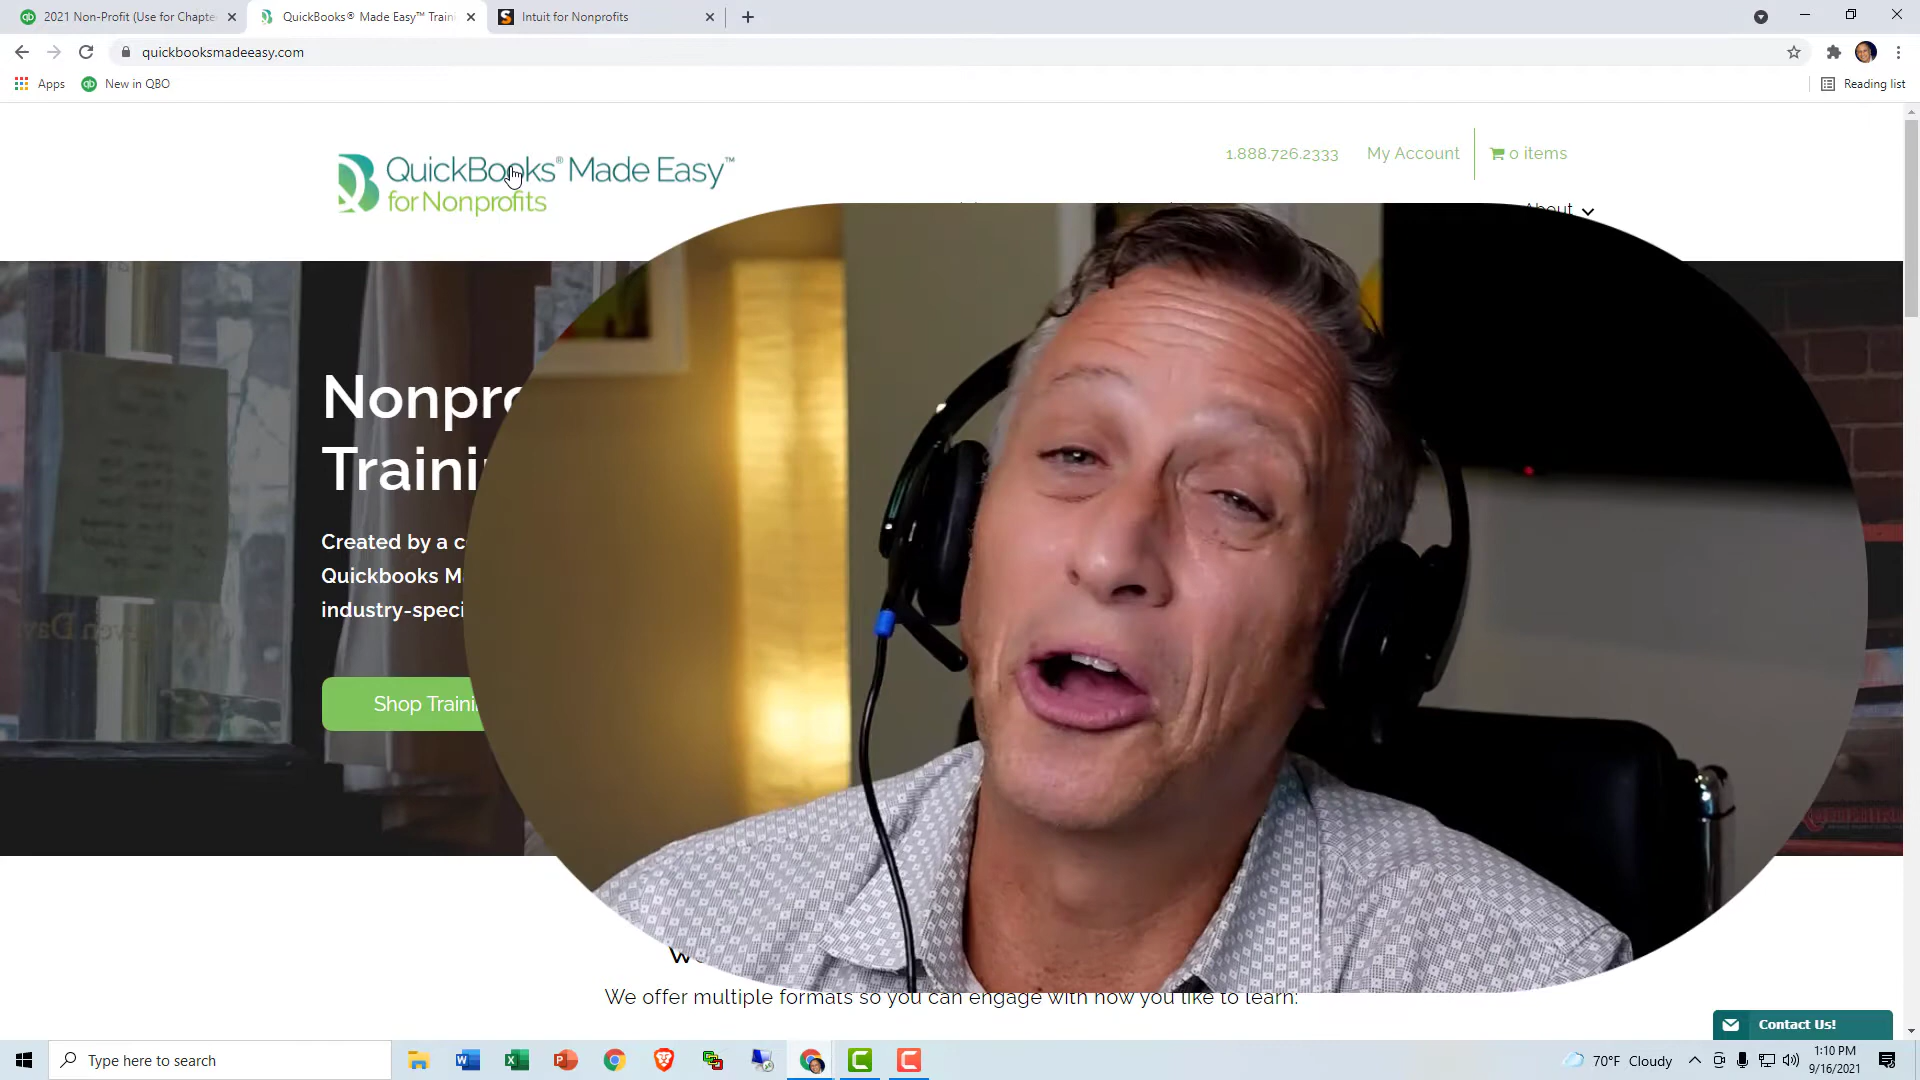 2021 Non-Profit (Use for Chapte
QuickBooks® Made Easy™ Traini
Intuit for Nonprofits
quickbooksmadeeasy.com
Apps
New in QBO
Reading list
1.888.726.2333
My Account
0 items
QuickBooks® Made Easy™
for Nonprofits
About
Nonpro
Traini
Created by a c
Quickbooks M
industry-speci
Shop Traini
We offer multiple formats so you can engage with how you like to learn:
Contact Us!
Type here to search
70°F Cloudy
1:10 PM
9/16/2021